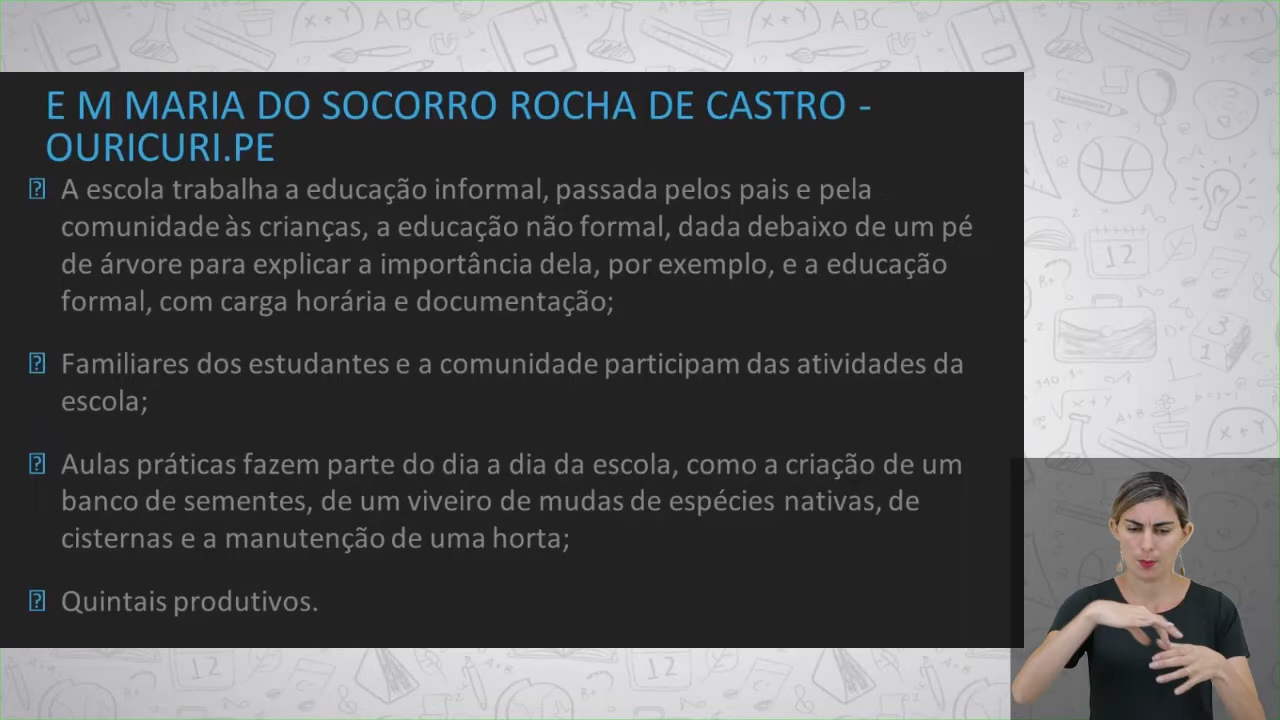 E M MARIA DO SOCORRO ROCHA DE CASTRO -
OURICURI.PE
A escola trabalha a educação informal, passada pelos pais e pela
comunidade às crianças, a educação não formal, dada debaixo de um pé
de árvore para explicar a importância dela, por exemplo, e a educação
formal, com carga horária e documentação;
Familiares dos estudantes e a comunidade participam das atividades da
escola;
Aulas práticas fazem parte do dia a dia da escola, como a criação de um
banco de sementes, de um viveiro de mudas de espécies nativas, de
cisternas e a manutenção de uma horta;
Quintais produtivos.